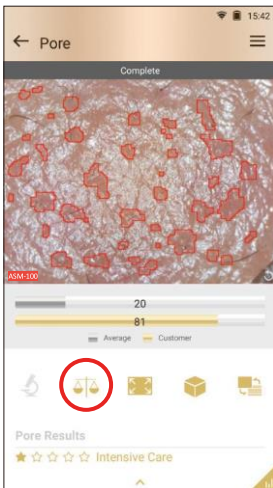 15:42
Pore
Complete
ASM-100
20
81
Average Customer
Pore Results
Intensive Care